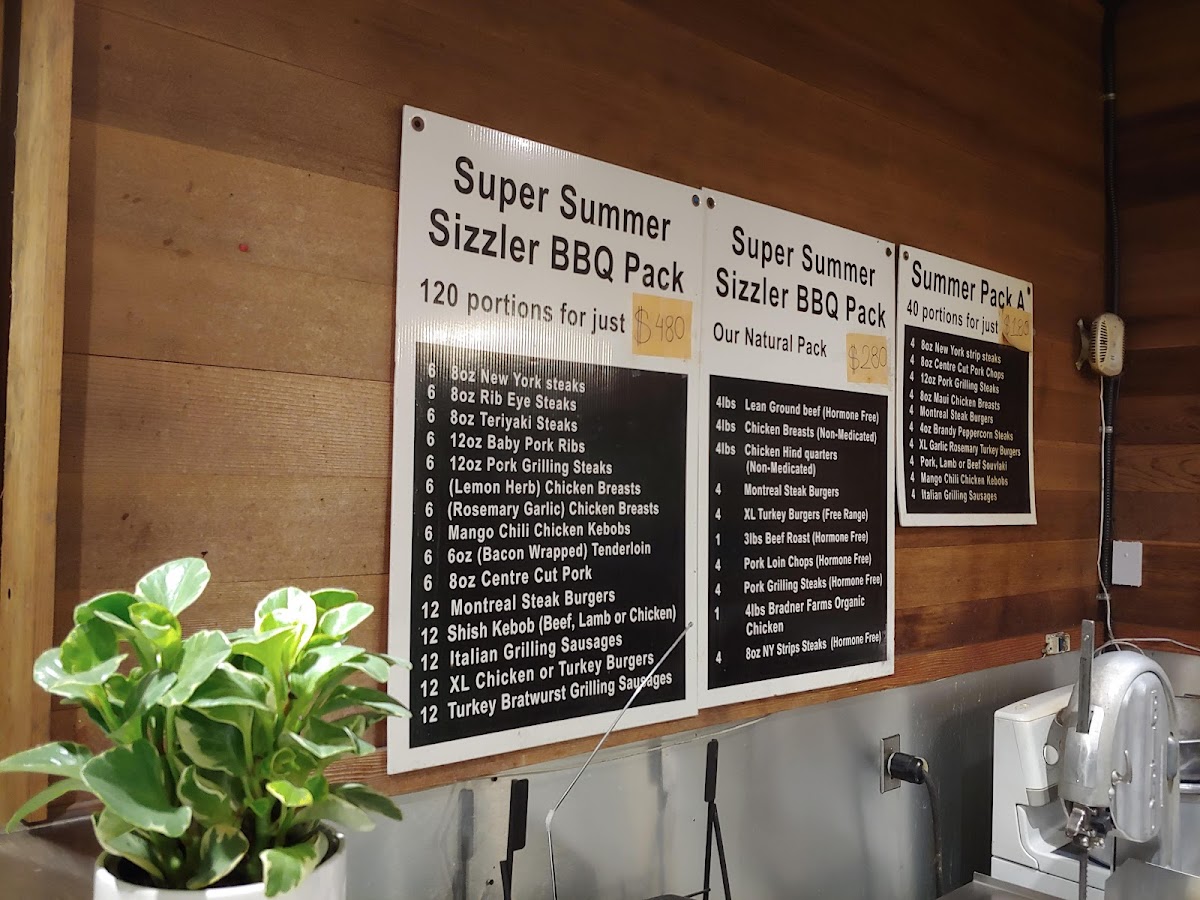 Super Summer
Sizzler BBQ Pack
120 portions for just $480
6 8oz New York steaks
6 8oz Rib Eye Steaks
6 8oz Teriyaki Steaks
6 12oz Baby Pork Ribs
6 12oz Pork Grilling Steaks
6 (Lemon Herb) Chicken Breasts
6 (Rosemary Garlic) Chicken Breasts
6 Mango Chili Chicken Kebobs
6 6oz (Bacon Wrapped) Tenderloin
6 8oz Centre Cut Pork
12 Montreal Steak Burgers
12 Shish Kebob (Beef, Lamb or Chicken)
12 Italian Grilling Sausages
12 XL Chicken or Turkey Burgers
12 Turkey Bratwurst Grilling Sausages
Super Summer
Sizzler BBQ Pack
Our Natural Pack $280
4lbs Lean Ground beef (Hormone Free)
4lbs Chicken Breasts (Non-Medicated)
4lbs Chicken Hind quarters
(Non-Medicated)
4 Montreal Steak Burgers
4 XL Turkey Burgers (Free Range)
1 3lbs Beef Roast (Hormone Free)
4 Pork Loin Chops (Hormone Free)
4 Pork Grilling Steaks (Hormone Free)
1 4lbs Bradner Farms Organic
Chicken
4 8oz NY Strips Steaks (Hormone Free)
Summer Pack A
40 portions for just
4 8oz New York strip steaks
4 8oz Centre Cut Pork Chops
4 12oz Pork Grilling Steaks
4 8oz Maui Chicken Breasts
4 Montreal Steak Burgers
4 4oz Brandy Peppercorn Steaks
4 XL Garlic Rosemary Turkey Burgers
4 Pork, Lamb or Beef Souvlaki
4 Mango Chili Chicken Kebobs
4 Italian Grilling Sausages